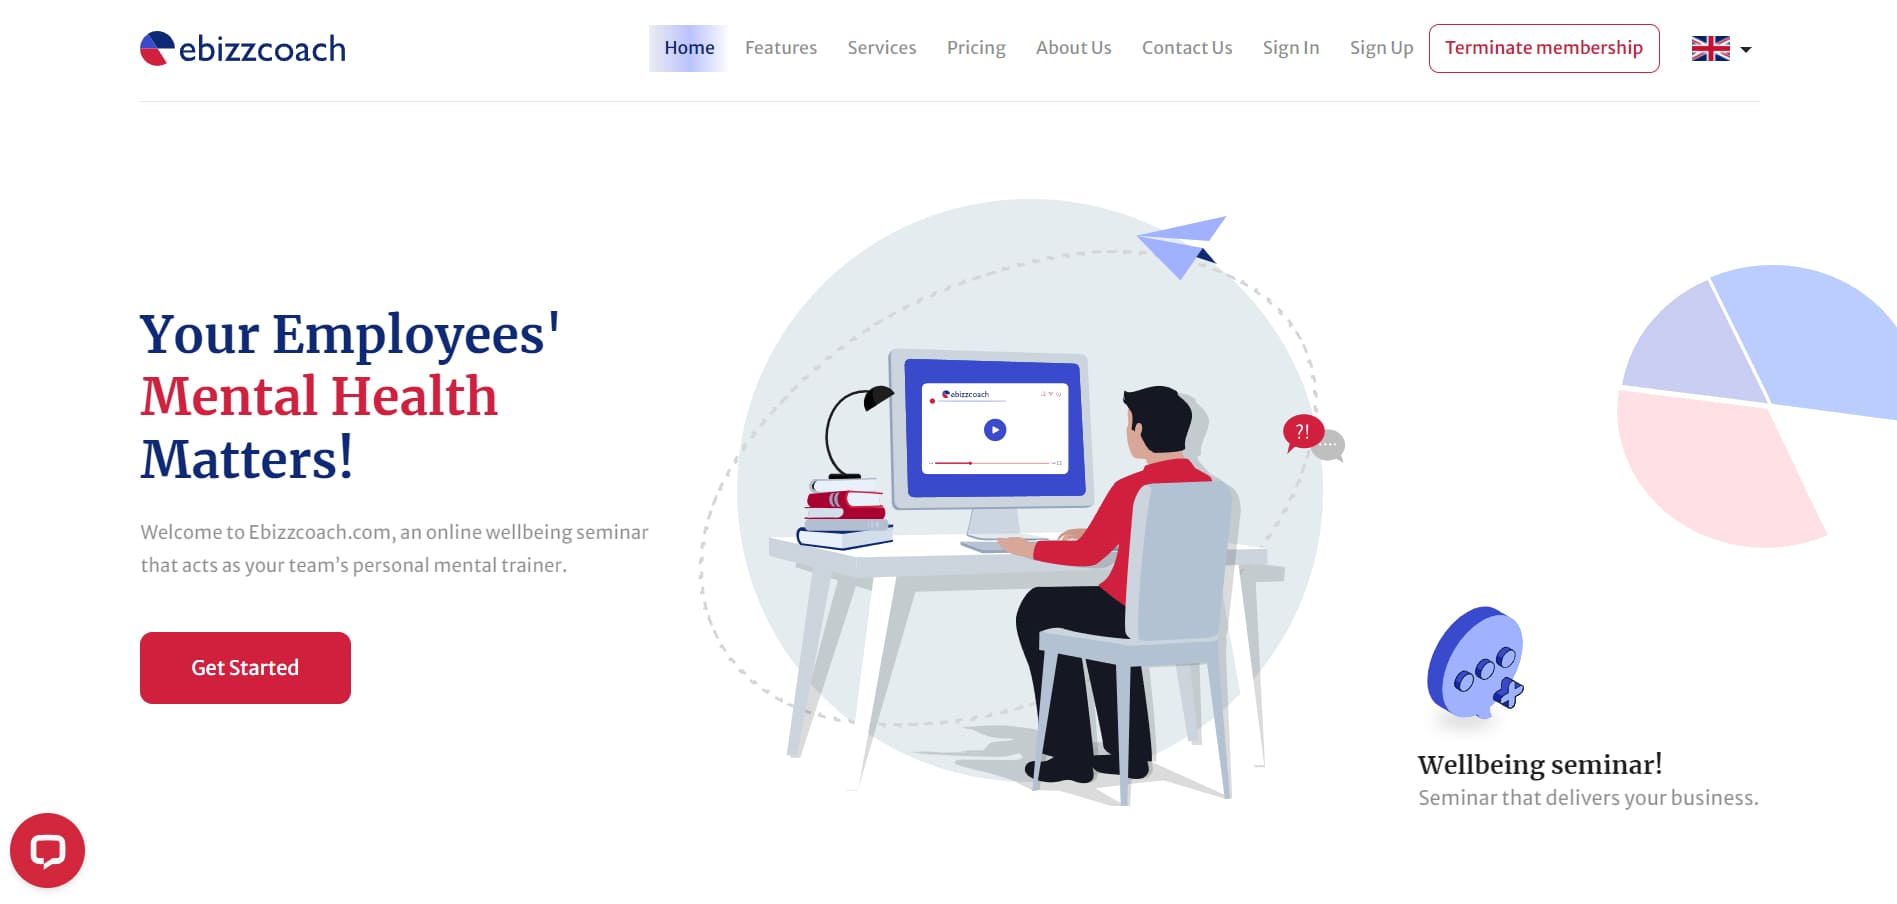 ebizzcoach
Home Features Services Pricing About Us Contact Us Sign In Sign Up Terminate membership
Your Employees'
Mental Health
Matters!
Welcome to Ebizzcoach.com, an online wellbeing seminar
that acts as your team’s personal mental trainer.
Get Started
ebizzcoach
?!
Wellbeing seminar!
Seminar that delivers your business.